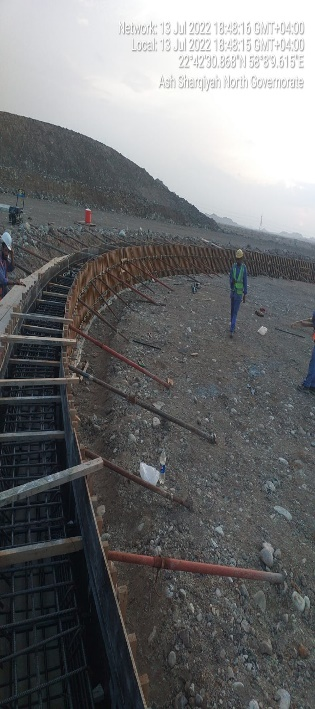 Network: 13 Jul 2022 18:48:16 GMT+04:00
Local: 13 Jul 2022 18:48:15 GMT+04:00
22°42'30.868"N 58°8'9.615"E
Ash Sharqiyah North Governorate